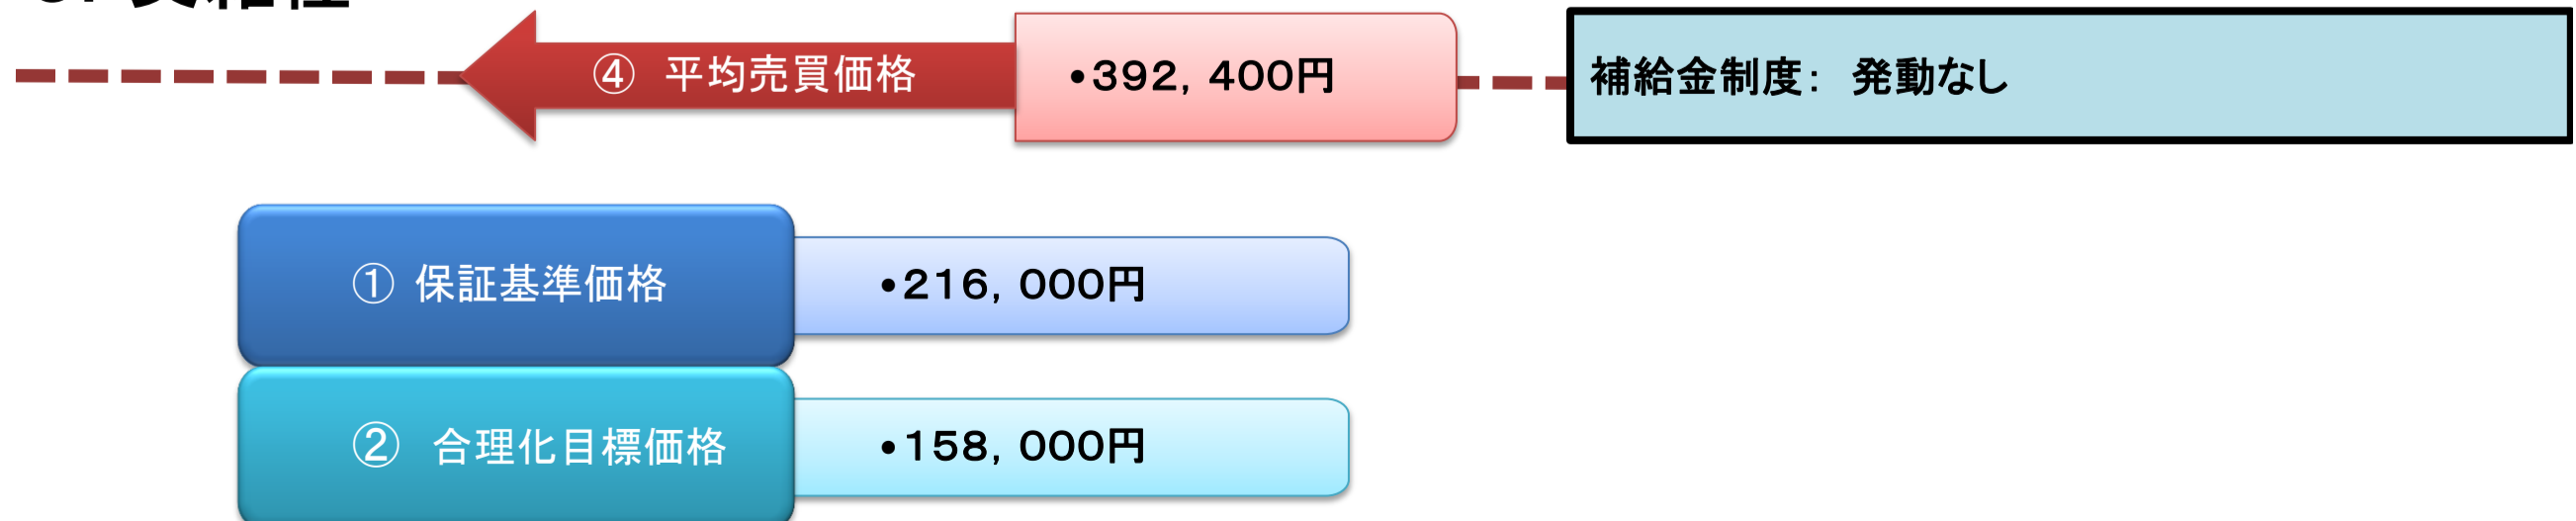 ④ 平均売買価格
•392,400円
補給金制度: 発動なし
① 保証基準価格
•216,000円
② 合理化目標価格
•158,000円